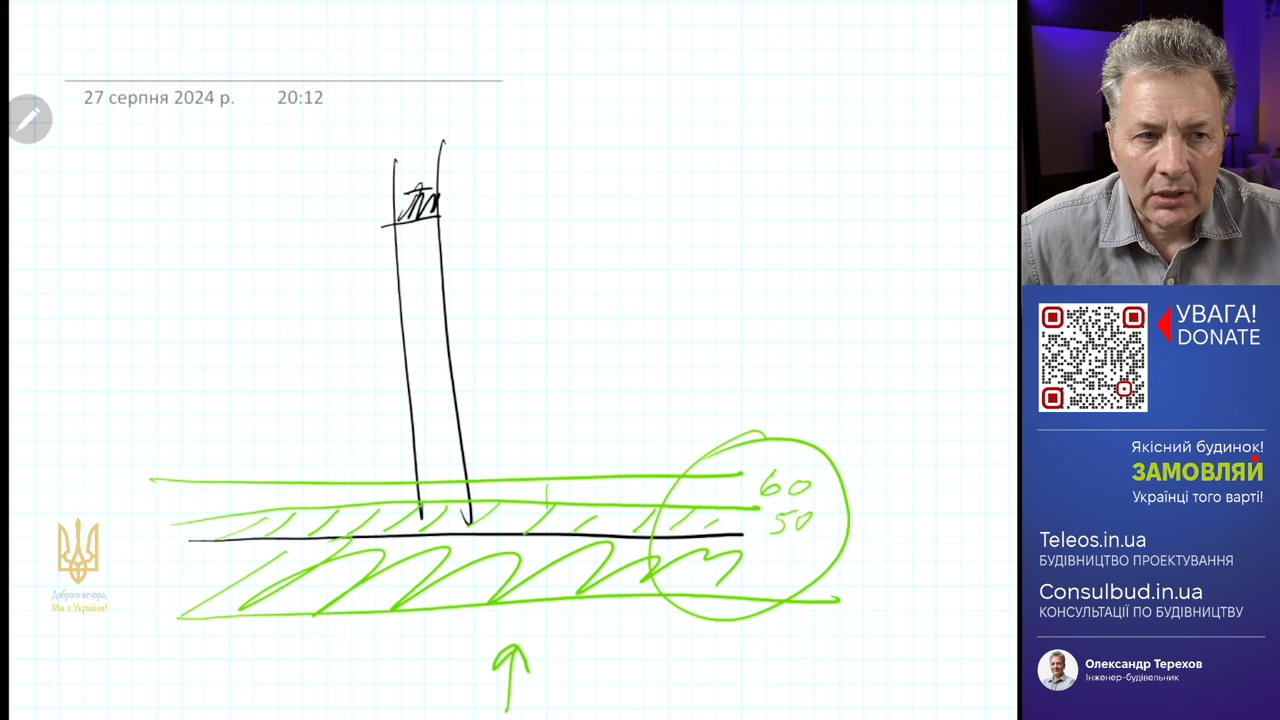 27 серпня 2024 р. 20:12
60
50
Доброго вечора,
Ми з України!
УВАГА!
DONATE
Якісний будинок!
ЗАМОВЛЯЙ
Українці того варті!
Teleos.in.ua
БУДІВНИЦТВО ПРОЕКТУВАННЯ
Consulbud.in.ua
КОНСУЛЬТАЦІЇ ПО БУДІВНИЦТВУ
Олександр Терехов
Інженер-будівельник